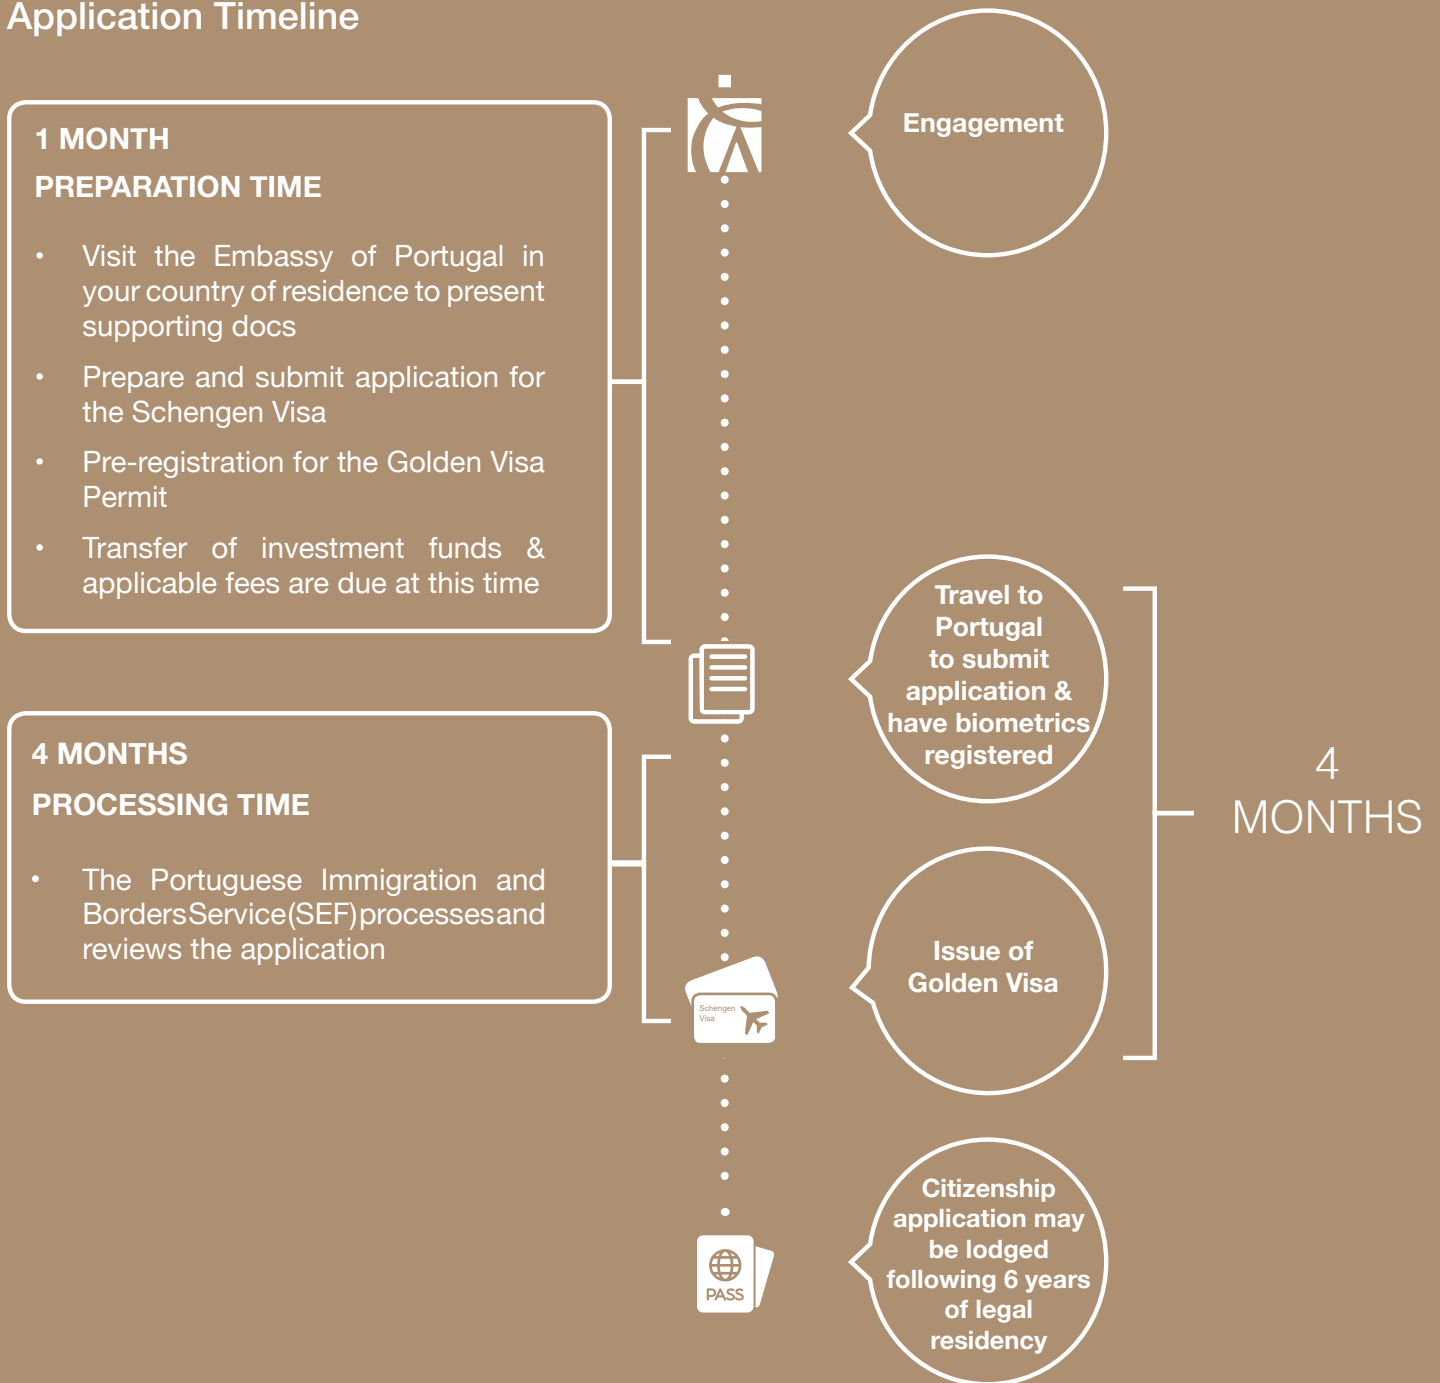 Application Timeline
1 MONTH
PREPARATION TIME
• Visit the Embassy of Portugal in
your country of residence to present
supporting docs
• Prepare and submit application for
the Schengen Visa
• Pre-registration for the Golden Visa
Permit
• Transfer of investment funds &
applicable fees are due at this time
4 MONTHS
PROCESSING TIME
• The Portuguese Immigration and
Borders Service (SEF) processes and
reviews the application
Engagement
Travel to
Portugal
to submit
application &
have biometrics
registered
4
MONTHS
Schengen
Visa
Issue of
Golden Visa
PASS
Citizenship
application may
be lodged
following 6 years
of legal
residency